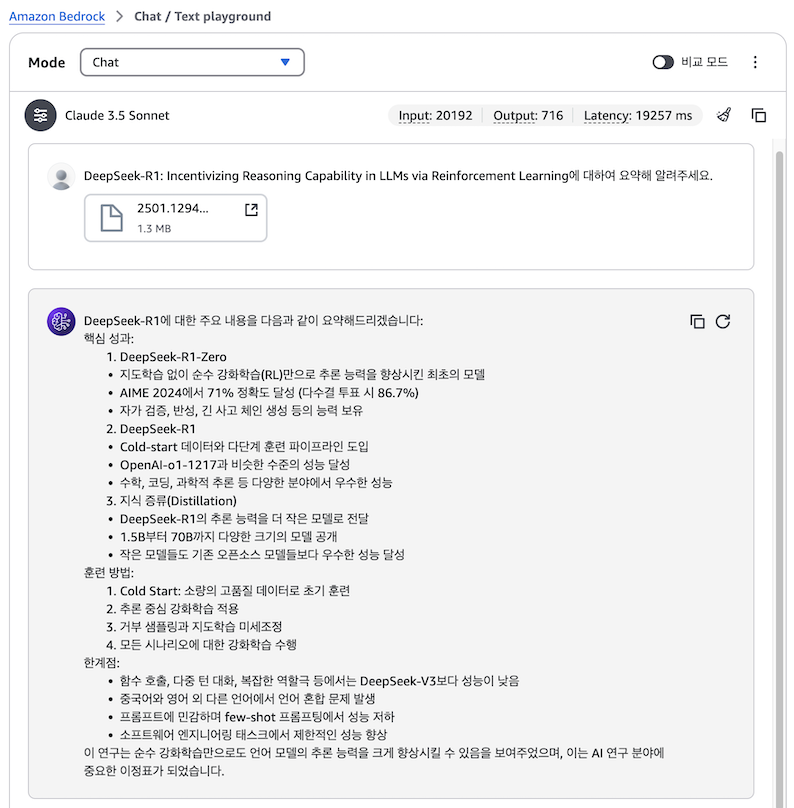 Amazon Bedrock > Chat / Text playground
Mode Chat 비교 모드
Claude 3.5 Sonnet Input: 20192 Output: 716 Latency: 19257 ms
DeepSeek-R1: Incentivizing Reasoning Capability in LLMs via Reinforcement Learning에 대하여 요약해 알려주세요.
2501.1294...
1.3 MB
DeepSeek-R1에 대한 주요 내용을 다음과 같이 요약해드리겠습니다:
핵심 성과:
1. DeepSeek-R1-Zero
• 지도학습 없이 순수 강화학습(RL)만으로 추론 능력을 향상시킨 최초의 모델
• AIME 2024에서 71% 정확도 달성 (다수결 투표 시 86.7%)
• 자가 검증, 반성, 긴 사고 체인 생성 등의 능력 보유
2. DeepSeek-R1
• Cold-start 데이터와 다단계 훈련 파이프라인 도입
• OpenAI-o1-1217과 비슷한 수준의 성능 달성
• 수학, 코딩, 과학적 추론 등 다양한 분야에서 우수한 성능
3. 지식 증류(Distillation)
• DeepSeek-R1의 추론 능력을 더 작은 모델로 전달
• 1.5B부터 70B까지 다양한 크기의 모델 공개
• 작은 모델들도 기존 오픈소스 모델들보다 우수한 성능 달성
훈련 방법:
1. Cold Start: 소량의 고품질 데이터로 초기 훈련
2. 추론 중심 강화학습 적용
3. 거부 샘플링과 지도학습 미세조정
4. 모든 시나리오에 대한 강화학습 수행
한계점:
• 함수 호출, 다중 턴 대화, 복잡한 역할극 등에서는 DeepSeek-V3보다 성능이 낮음
• 중국어와 영어 외 다른 언어에서 언어 혼합 문제 발생
• 프롬프트에 민감하며 few-shot 프롬프팅에서 성능 저하
• 소프트웨어 엔지니어링 태스크에서 제한적인 성능 향상
이 연구는 순수 강화학습만으로도 언어 모델의 추론 능력을 크게 향상시킬 수 있음을 보여주었으며, 이는 AI 연구 분야에
중요한 이정표가 되었습니다.